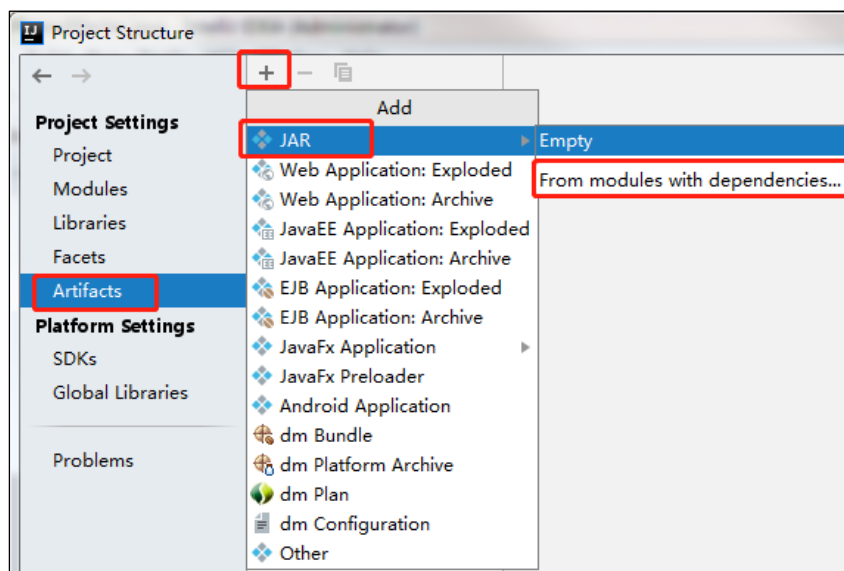 Project Structure
Project Settings
Project
Modules
Libraries
Facets
Artifacts
Platform Settings
SDKs
Global Libraries
Problems
Add
JAR
Web Application: Exploded
Web Application: Archive
JavaEE Application: Exploded
JavaEE Application: Archive
EJB Application: Exploded
EJB Application: Archive
JavaFx Application
JavaFx Preloader
Android Application
dm Bundle
dm Platform Archive
dm Plan
dm Configuration
Other
Empty
From modules with dependencies...